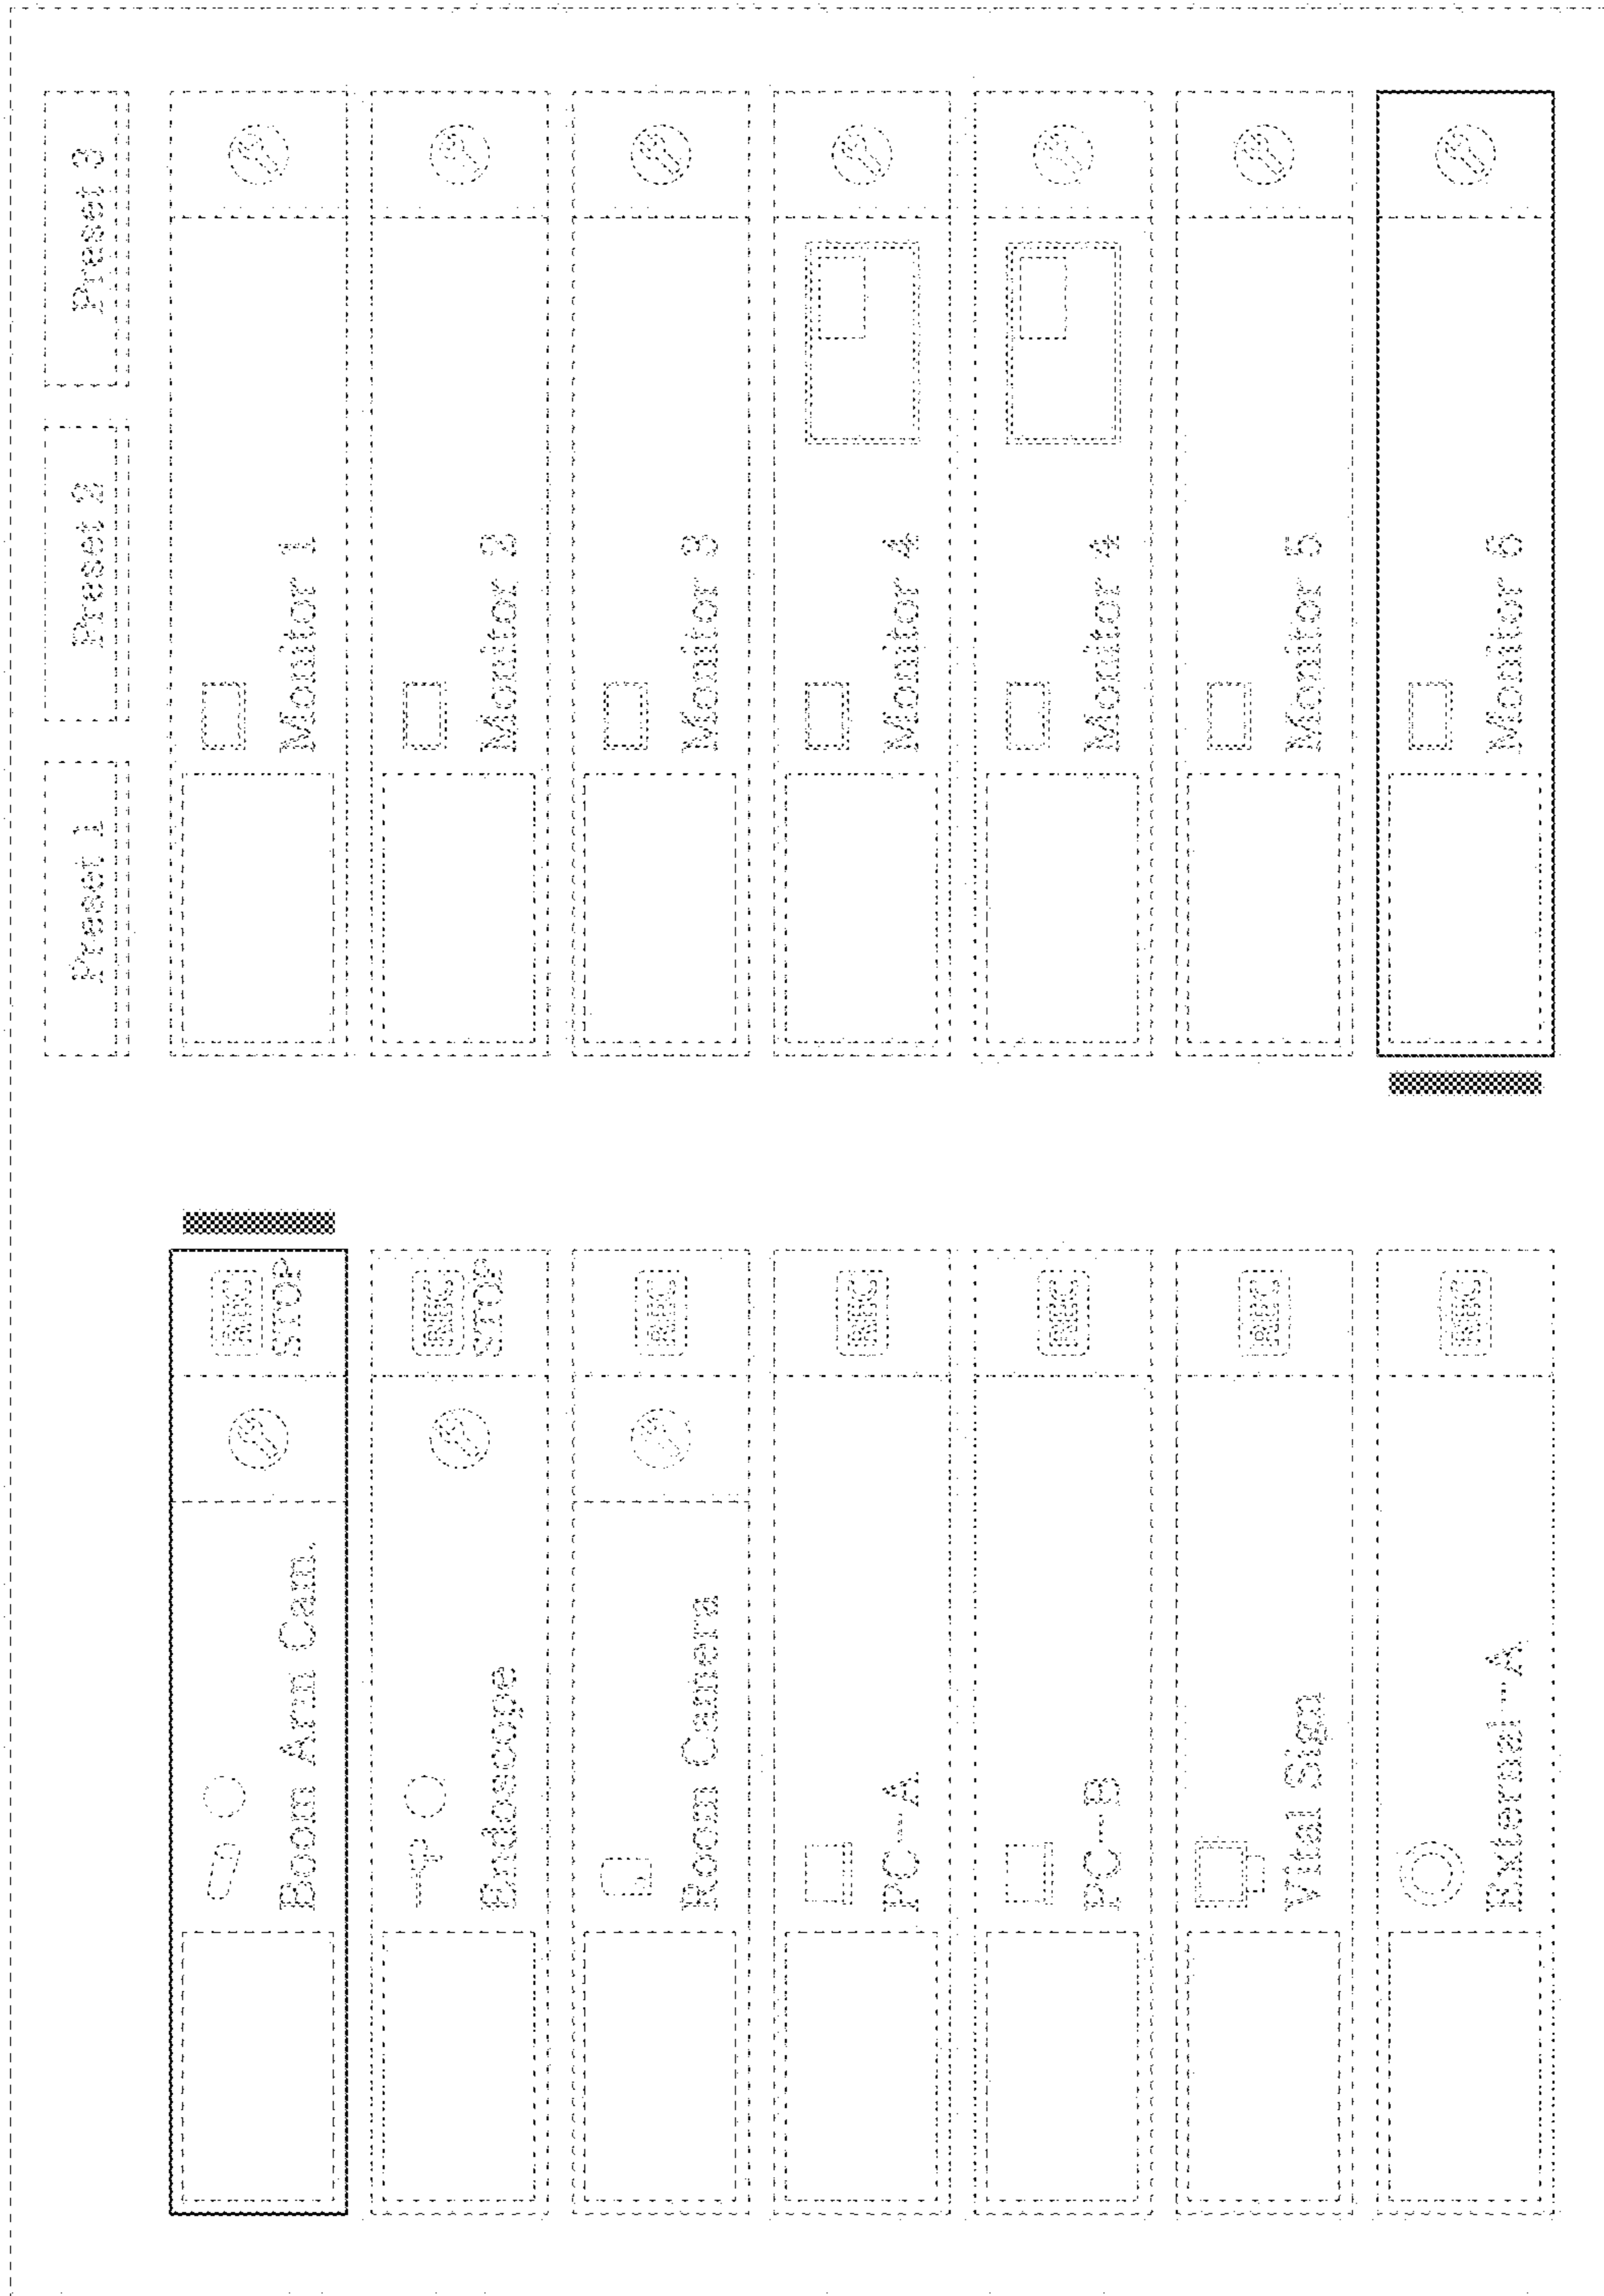 Preset 1 Preset 2 Preset 3
Boom Arm Cam.
REC
STOP
Monitor 1
Endoscope
REC
STOP
Monitor 2
Room Camera
REC
Monitor 3
PC-A
REC
Monitor 4
PC-B
REC
Monitor 4
Vital Sign
REC
Monitor 5
External-A
REC
Monitor 6